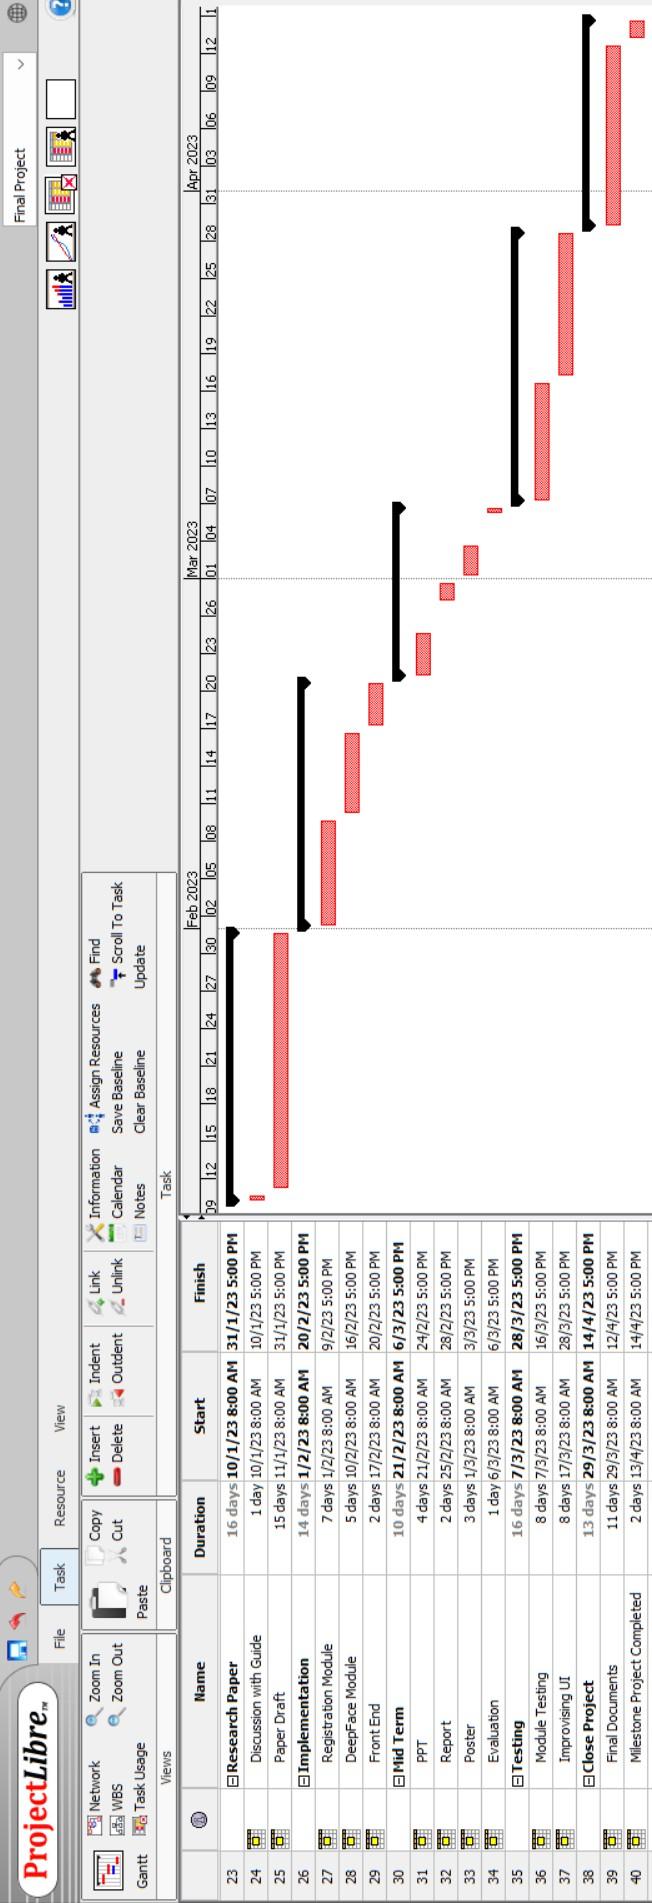 ProjectLibre™
Final Project
File Task Resource View
Gantt
Network
WBS
Task Usage
Zoom In
Zoom Out
Views
Paste
Copy
Cut
Clipboard
Insert
Delete
Indent
Outdent
Link
Unlink
Information
Calendar
Notes
Assign Resources
Save Baseline
Clear Baseline
Find
Scroll To Task
Update
Task
Name Duration Start Finish
Feb 2023 Mar 2023 Apr 2023
09 12 15 18 21 24 27 30 02 05 08 11 14 17 20 23 26 01 04 07 10 13 16 19 22 25 28 31 03 06 09 12 1
23 Research Paper 16 days 10/1/23 8:00 AM 31/1/23 5:00 PM
24 Discussion with Guide 1 day 10/1/23 8:00 AM 10/1/23 5:00 PM
25 Paper Draft 15 days 11/1/23 8:00 AM 31/1/23 5:00 PM
26 Implementation 14 days 1/2/23 8:00 AM 20/2/23 5:00 PM
27 Registration Module 7 days 1/2/23 8:00 AM 9/2/23 5:00 PM
28 DeepFace Module 5 days 10/2/23 8:00 AM 16/2/23 5:00 PM
29 Front End 2 days 17/2/23 8:00 AM 20/2/23 5:00 PM
30 Mid Term 10 days 21/2/23 8:00 AM 6/3/23 5:00 PM
31 PPT 4 days 21/2/23 8:00 AM 24/2/23 5:00 PM
32 Report 2 days 25/2/23 8:00 AM 28/2/23 5:00 PM
33 Poster 3 days 1/3/23 8:00 AM 3/3/23 5:00 PM
34 Evaluation 1 day 6/3/23 8:00 AM 6/3/23 5:00 PM
35 Testing 16 days 7/3/23 8:00 AM 28/3/23 5:00 PM
36 Module Testing 8 days 7/3/23 8:00 AM 16/3/23 5:00 PM
37 Improvising UI 8 days 17/3/23 8:00 AM 28/3/23 5:00 PM
38 Close Project 13 days 29/3/23 8:00 AM 14/4/23 5:00 PM
39 Final Documents 11 days 29/3/23 8:00 AM 12/4/23 5:00 PM
40 Milestone Project Completed 2 days 13/4/23 8:00 AM 14/4/23 5:00 PM